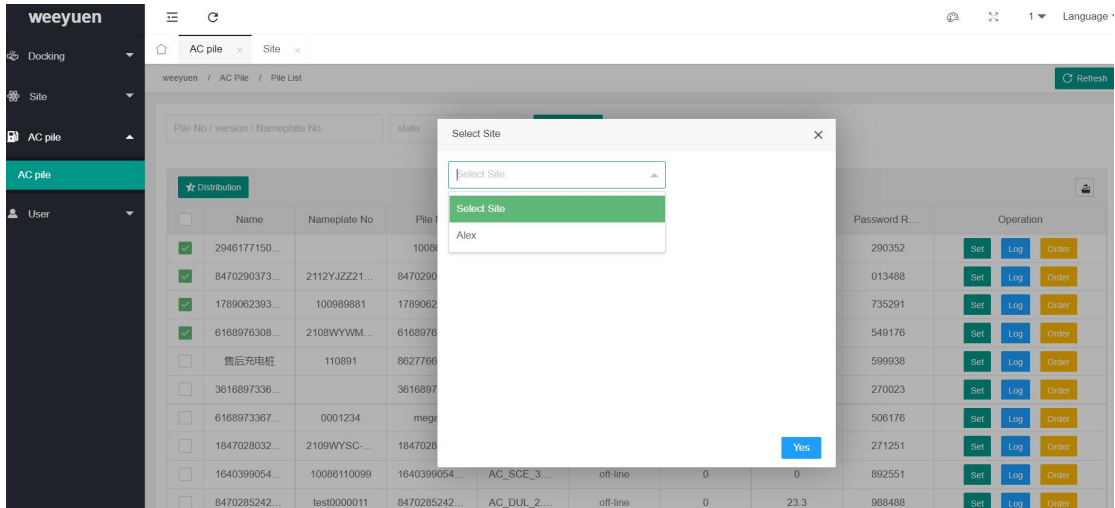 weeyuen
1 Language
Docking
AC pile Site
weeyuen / AC Pile / Pile List Refresh
Site
Pile No / version / Nameplate No state
AC pile
Select Site
AC pile
Select Site
Distribution
User
Select Site
Alex
Name Nameplate No Pile Password R... Operation
2946177150... 1008 290352 Set Log Order
8470290373... 2112YJZZ21... 8470290 013488 Set Log Order
1789062393... 100989881 1789062 735291 Set Log Order
6168976308... 2108WYWM... 6168976 549176 Set Log Order
售后充电桩 110891 8627766 599938 Set Log Order
3616897336... 3616897 270023 Set Log Order
6168973367... 0001234 mega 506176 Set Log Order
1847028032... 2109WYSC-... 1847028 271251 Set Log Order
Yes
1640399054... 10086110099 1640399054... AC_SCE_3.... off-line 0 0 892551 Set Log Order
8470285242... test0000011 8470285242... AC_DUL_2.... off-line 0 23.3 988488 Set Log Order